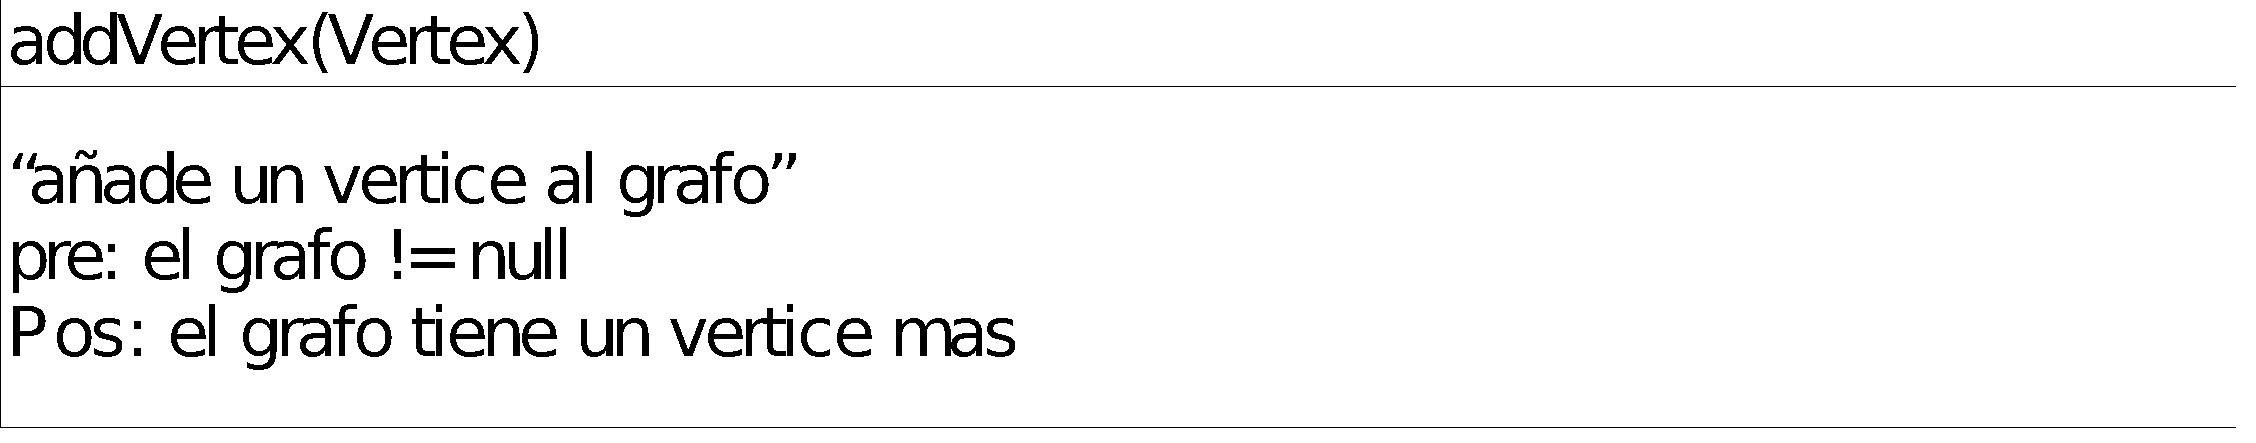 addVertex(Vertex)
“añade un vertice al grafo”
pre: el grafo != null
Pos: el grafo tiene un vertice mas